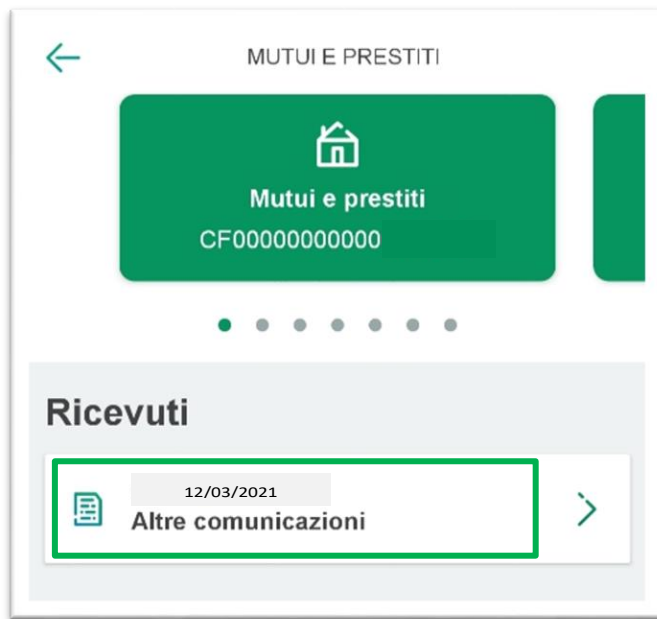 MUTUI E PRESTITI
Mutui e prestiti
CF00000000000
Ricevuti
12/03/2021
Altre comunicazioni